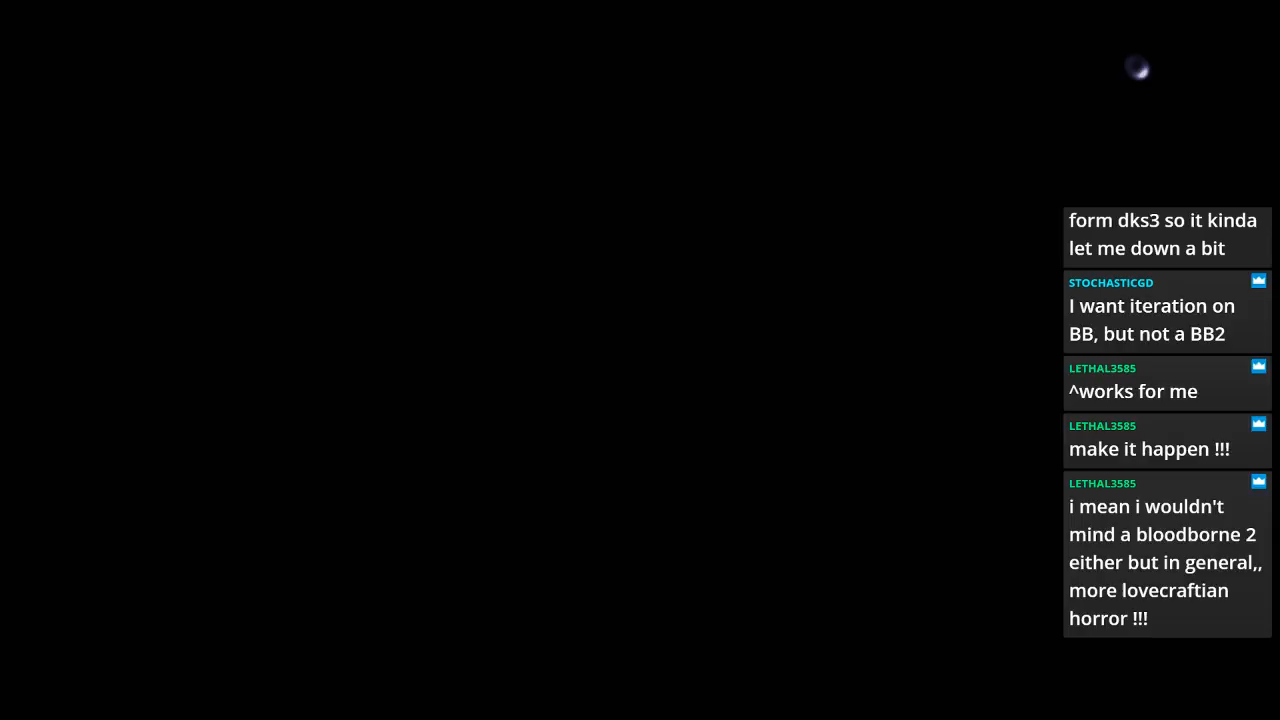 form dks3 so it kinda
let me down a bit
STOCHASTICGD
I want iteration on
BB, but not a BB2
LETHAL3585
^works for me
LETHAL3585
make it happen !!!
LETHAL3585
i mean i wouldn't
mind a bloodborne 2
either but in general,,
more lovecraftian
horror !!!